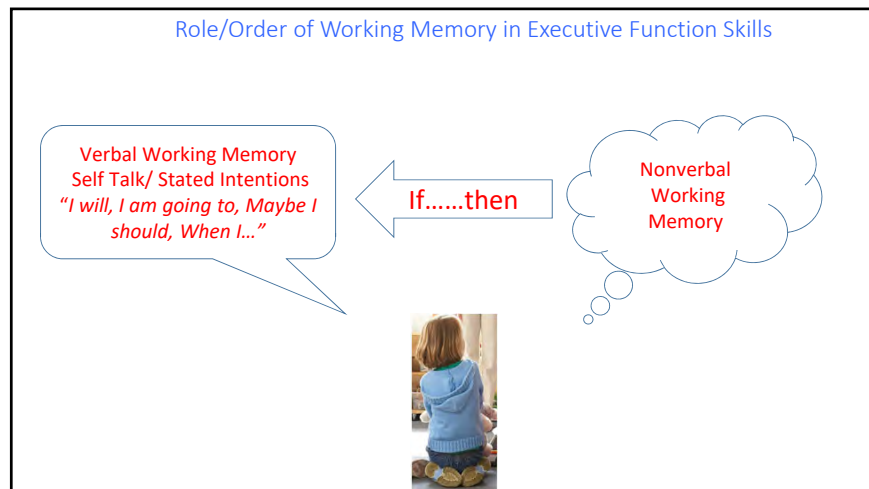 Role/Order of Working Memory in Executive Function Skills
Verbal Working Memory
Self Talk/ Stated Intentions
“I will, I am going to, Maybe I
should, When I…”
If……then
Nonverbal
Working
Memory